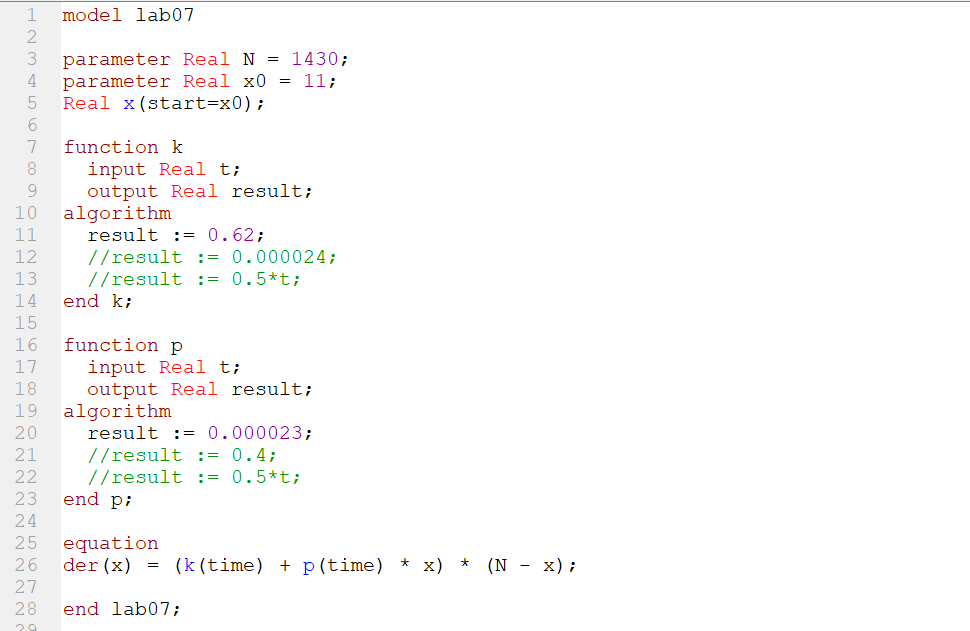 1 model lab07
2
3 parameter Real N = 1430;
4 parameter Real x0 = 11;
5 Real x(start=x0);
6
7 function k
8   input Real t;
9   output Real result;
10 algorithm
11   result := 0.62;
12   //result := 0.000024;
13   //result := 0.5*t;
14 end k;
15
16 function p
17   input Real t;
18   output Real result;
19 algorithm
20   result := 0.000023;
21   //result := 0.4;
22   //result := 0.5*t;
23 end p;
24
25 equation
26 der(x) = (k(time) + p(time) * x) * (N - x);
27
28 end lab07;
29